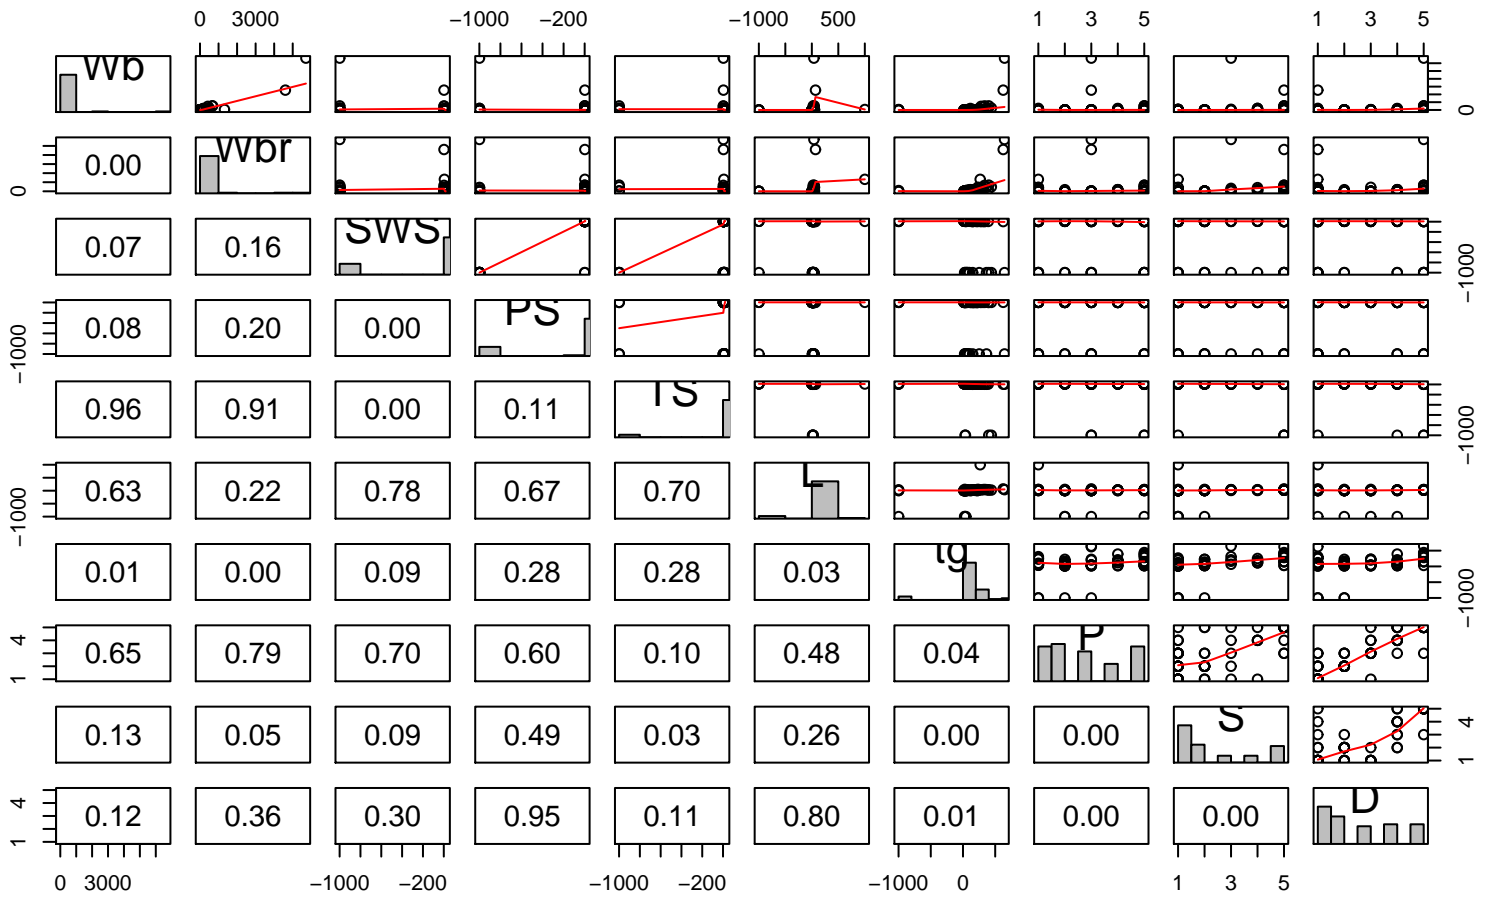 0 3000 −1000 −200 −1000 500 1 3 5 1 3 5
Wb 0
0 0.00 Wbr
0.07 0.16 SWS −1000
−1000 0.08 0.20 0.00 PS
0.96 0.91 0.00 0.11 TS −1000
−1000 0.63 0.22 0.78 0.67 0.70 L
0.01 0.00 0.09 0.28 0.28 0.03 tg −1000
1 4 0.65 0.79 0.70 0.60 0.10 0.48 0.04 P
0.13 0.05 0.09 0.49 0.03 0.26 0.00 0.00 S 1 4
1 4 0.12 0.36 0.30 0.95 0.11 0.80 0.01 0.00 0.00 D
0 3000 −1000 −200 −1000 −200 −1000 0 1 3 5